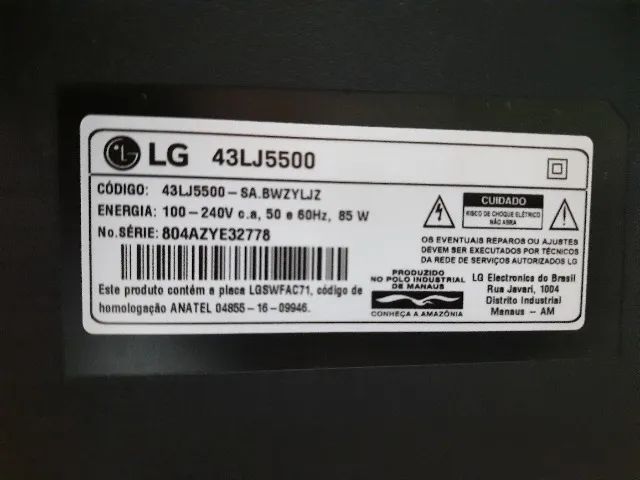 LG 43LJ5500
CÓDIGO: 43LJ5500-SA.BWZYLJZ
ENERGIA: 100-240V c.a, 50 e 60Hz, 85 W
No.SÉRIE: 804AZYE32778
Este produto contém a placa LGSWFAC71, código de
homologação ANATEL 04855-16-09946.
CUIDADO
RISCO DE CHOQUE ELÉTRICO
NÃO ABRA
OS EVENTUAIS REPAROS OU AJUSTES
DEVEM SER EXECUTADOS POR TÉCNICOS
DA REDE DE SERVIÇOS AUTORIZADOS LG
PRODUZIDO
NO POLO INDUSTRIAL
DE MANAUS
CONHEÇA A AMAZÔNIA
LG Electronics do Brasil
Rua Javari, 1004
Distrito Industrial
Manaus -- AM